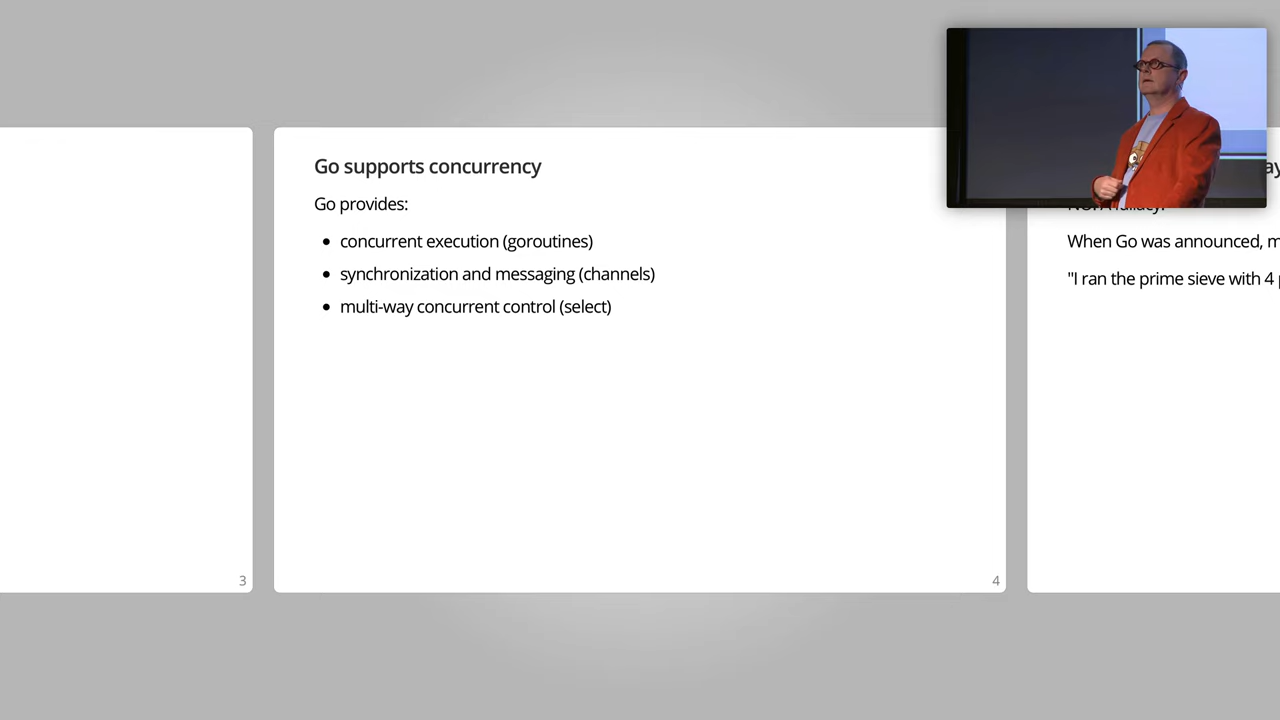 Go supports concurrency
Go provides:
• concurrent execution (goroutines)
• synchronization and messaging (channels)
• multi-way concurrent control (select)
3
4
When Go was announced,
"I ran the prime sieve with 4